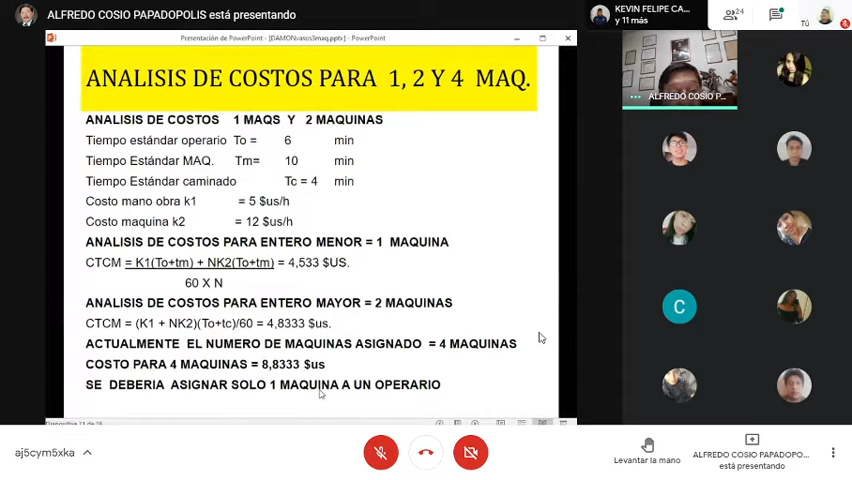 ALFREDO COSIO PAPADOPOLIS está presentando
KEVIN FELIPE CA...
y 11 más
24
Tú
Presentación de PowerPoint - [DAMONvasos3maq.pptx] - PowerPoint
ANALISIS DE COSTOS PARA 1, 2 Y 4 MAQ.
ANALISIS DE COSTOS 1 MAQS Y 2 MAQUINAS
Tiempo estándar operario To = 6 min
Tiempo Estándar MAQ. Tm= 10 min
Tiempo Estándar caminado Tc = 4 min
Costo mano obra k1 = 5 $us/h
Costo maquina k2 = 12 $us/h
ANALISIS DE COSTOS PARA ENTERO MENOR = 1 MAQUINA
CTCM = K1(To+tm) + NK2(To+tm) = 4,533 $US.
60 X N
ANALISIS DE COSTOS PARA ENTERO MAYOR = 2 MAQUINAS
CTCM = (K1 + NK2)(To+tc)/60 = 4,8333 $us.
ACTUALMENTE EL NUMERO DE MAQUINAS ASIGNADO = 4 MAQUINAS
COSTO PARA 4 MAQUINAS = 8,8333 $us
SE DEBERIA ASIGNAR SOLO 1 MAQUINA A UN OPERARIO
ALFREDO COSIO P...
C
aj5cym5xka
Levantar la mano
ALFREDO COSIO PAPADOPO...
está presentando